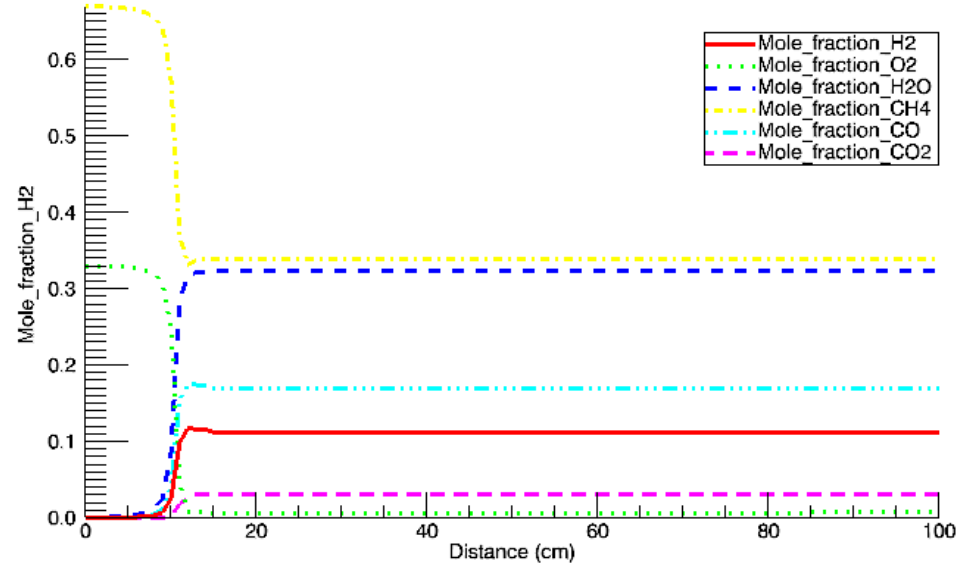 Mole_fraction_H2
Mole_fraction_O2
Mole_fraction_H2O
Mole_fraction_CH4
Mole_fraction_CO
Mole_fraction_CO2
Mole_fraction_H2
0.6
0.5
0.4
0.3
0.2
0.1
0.0
0 20 40 60 80 100
Distance (cm)